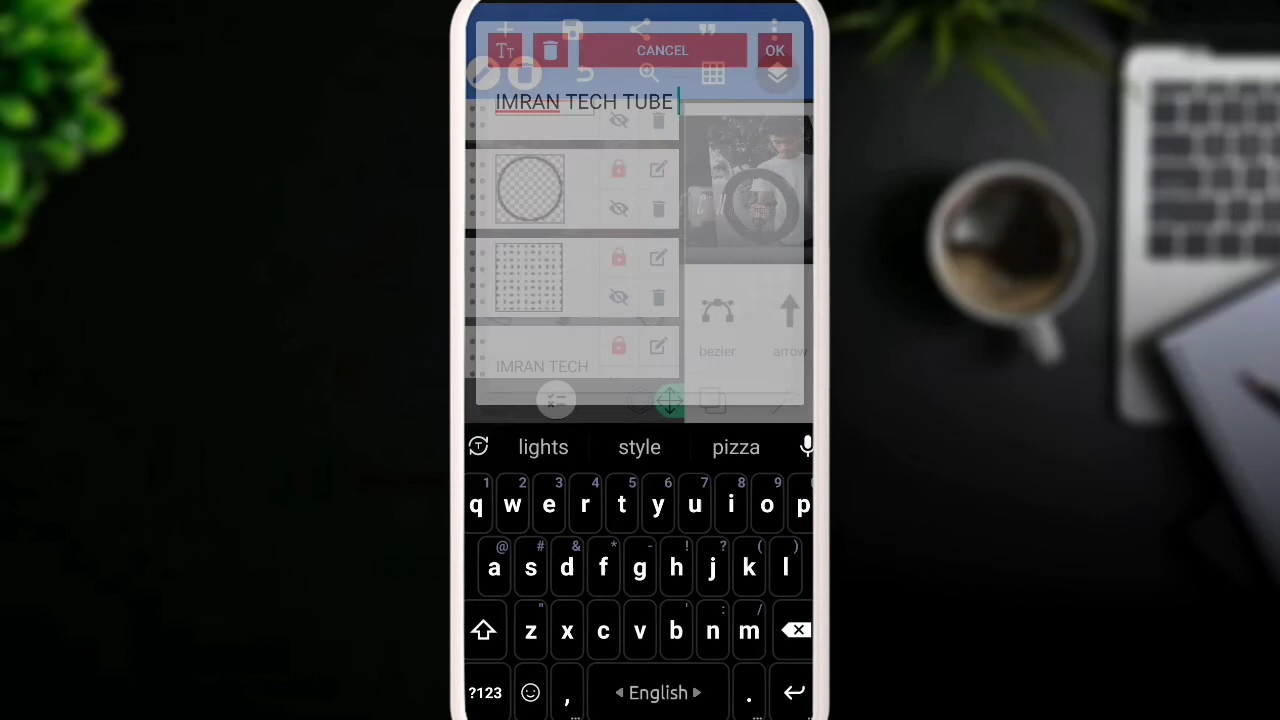 Tт
CANCEL
OK
IMRAN TECH TUBE
IMRAN TECH
bezier
arrow
lights style pizza
1 2 3 4 5 6 7 8 9
q w e r t y u i o p
@ # & * - ! ? ( )
a s d f g h j k l
" ' : /
z x c v b n m
?123 , English .